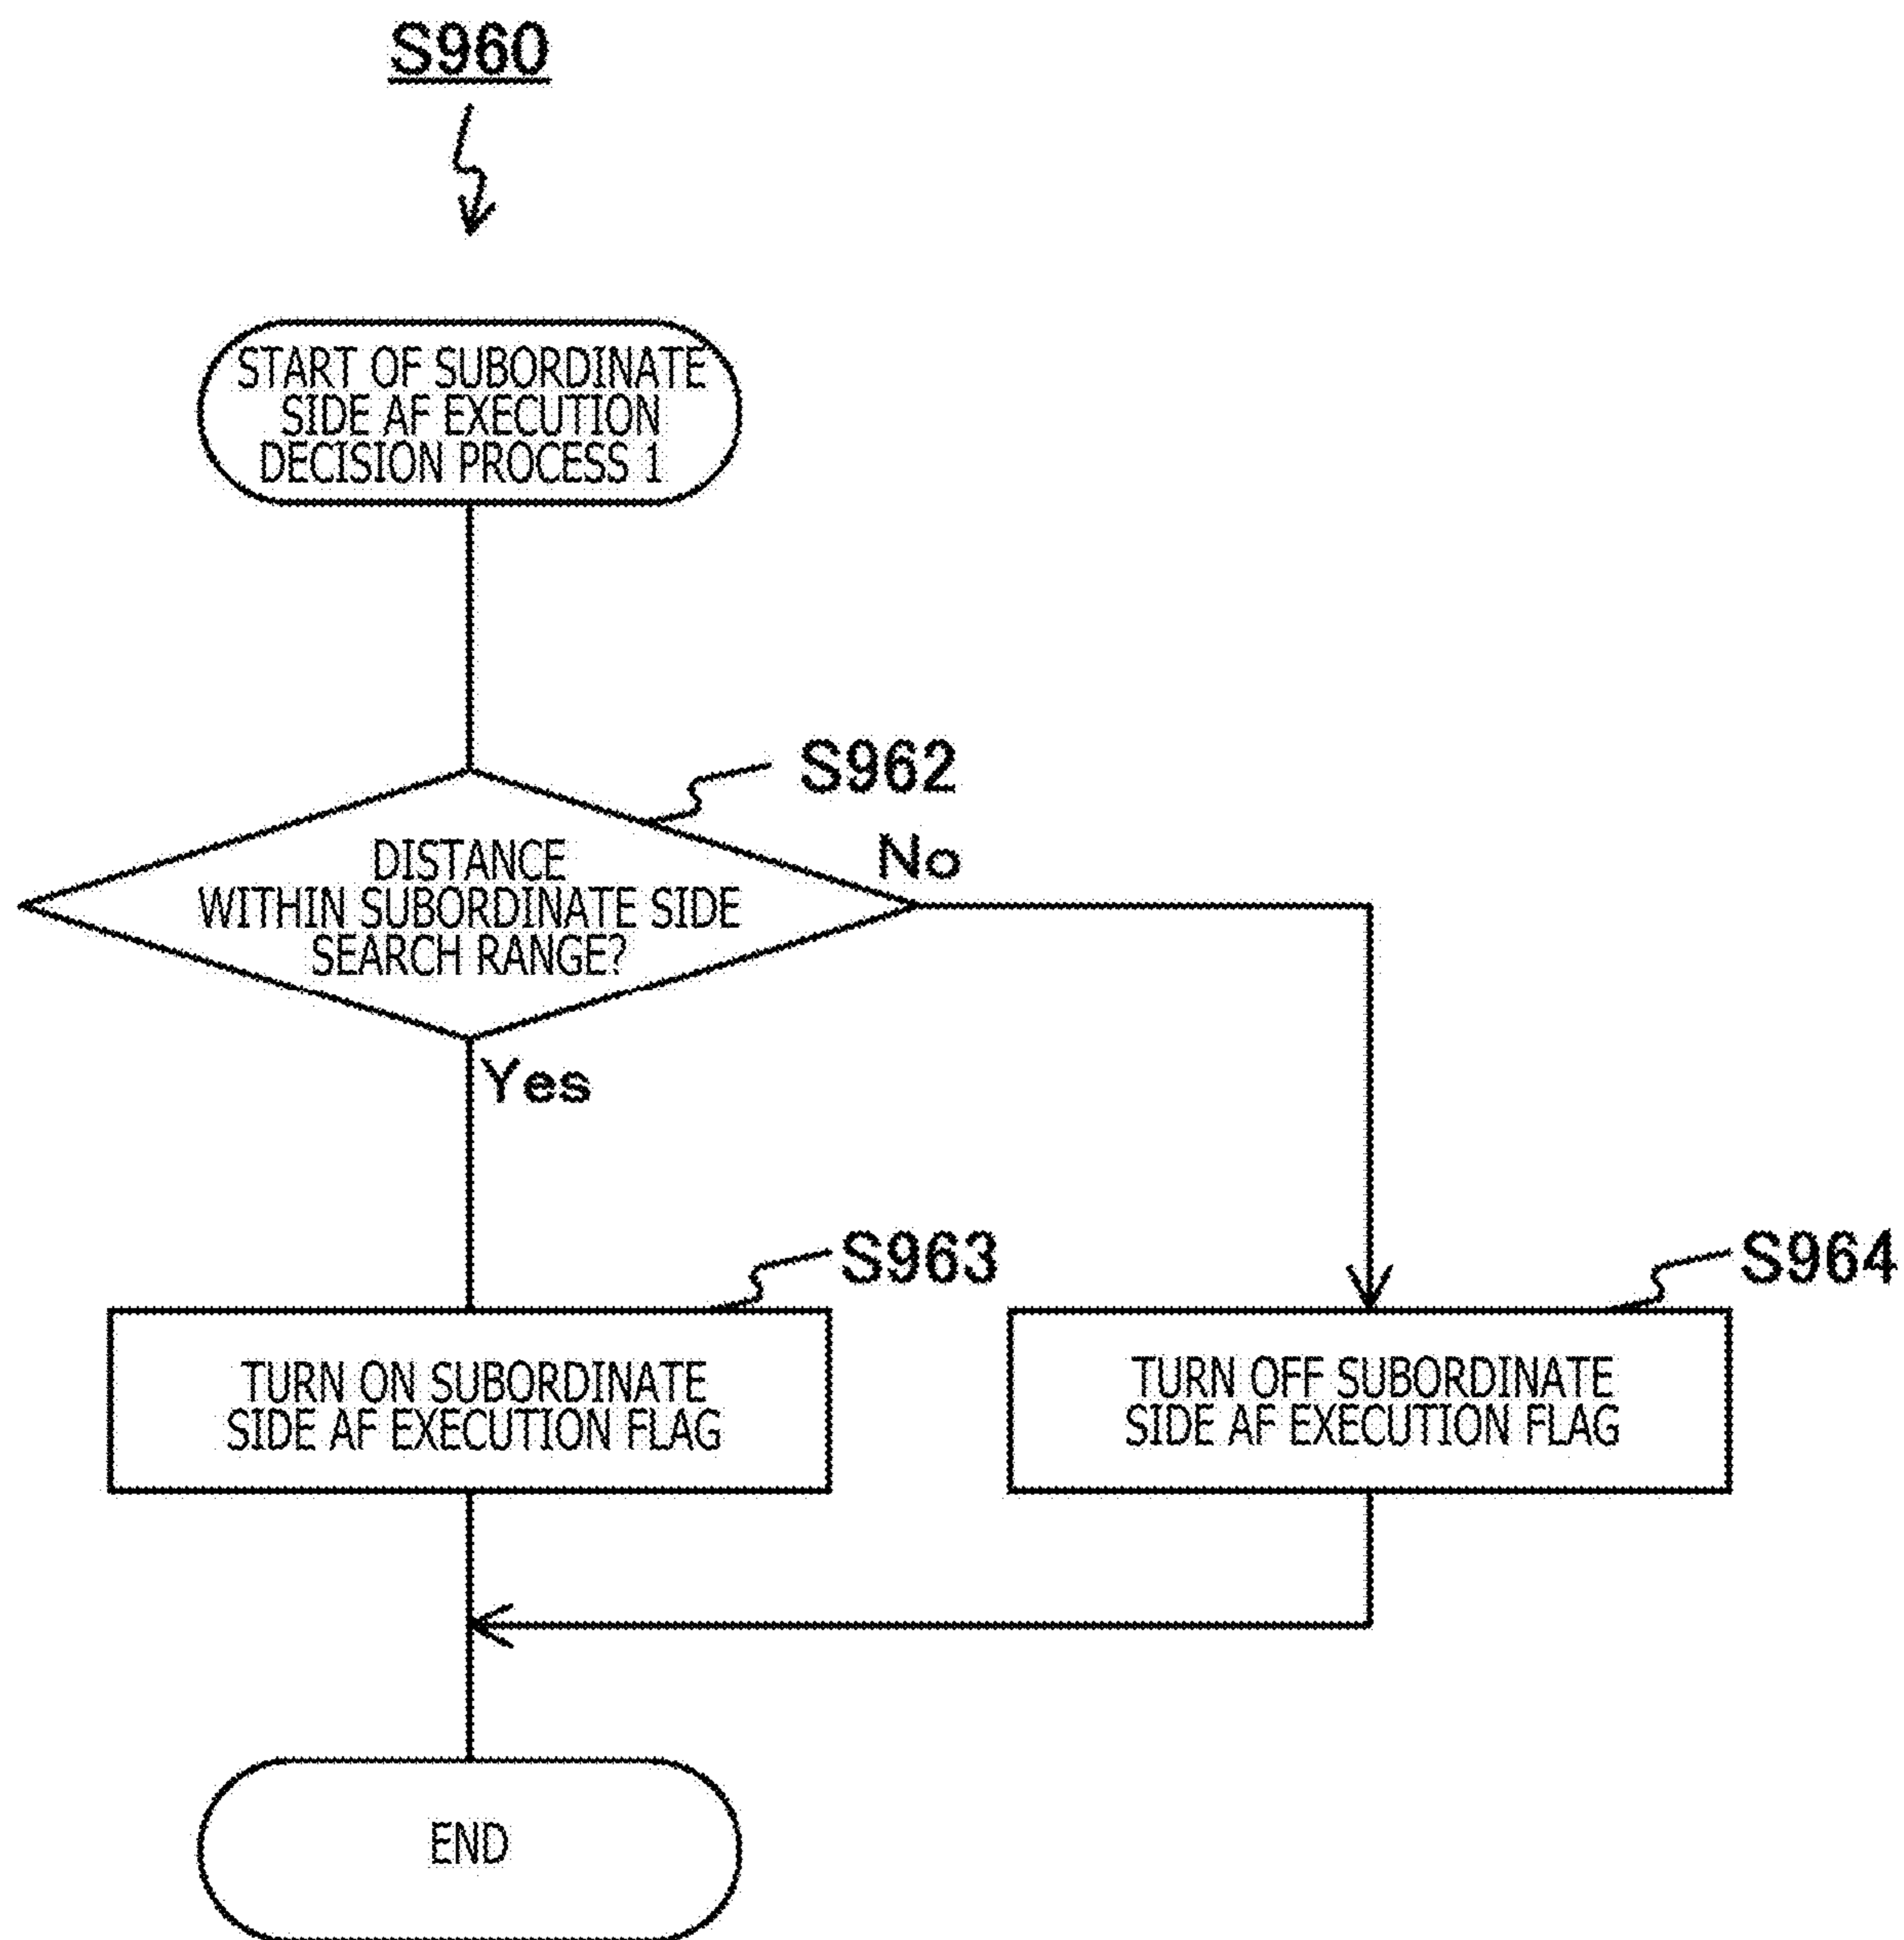 S960
START OF SUBORDINATE
SIDE AF EXECUTION
DECISION PROCESS 1
S962
DISTANCE
WITHIN SUBORDINATE SIDE
SEARCH RANGE?
No
Yes
S963
TURN ON SUBORDINATE
SIDE AF EXECUTION FLAG
S964
TURN OFF SUBORDINATE
SIDE AF EXECUTION FLAG
END